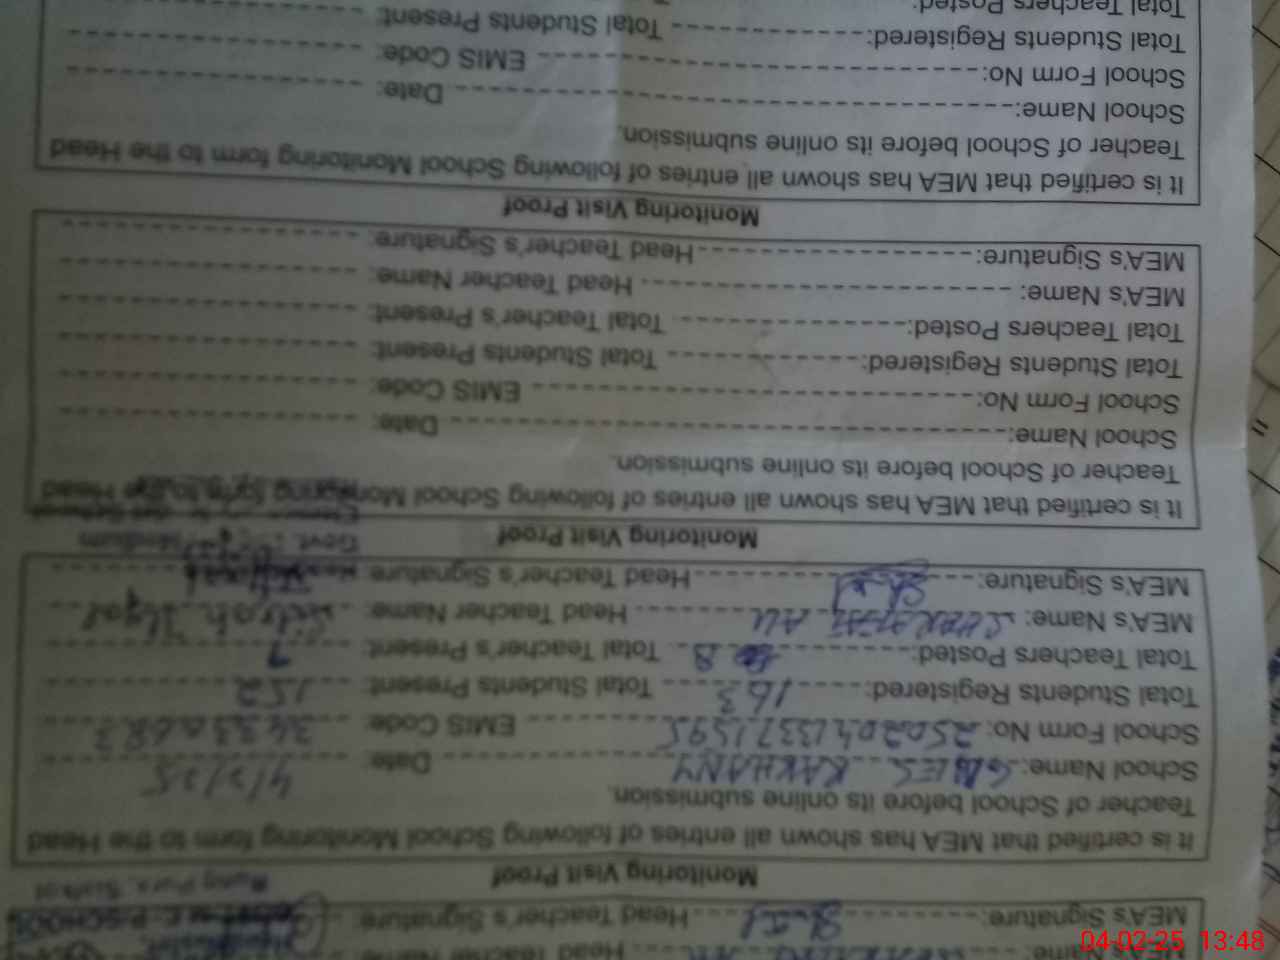 MEA'S Signature: Head Teacher's Signature:
Monitoring Visit Proof
It is certified that MEA has shown all entries of following School Monitoring form to the Head
Teacher of School before its online submission.
School Name: KAKHANY Date: 4/2/25
School Form No: 25020413371595 EMIS Code:
Total Students Registered: 163 Total Students Present: 152
Total Teachers Posted: 8 Total Teacher's Present: 7
MEA'S Name: ALI Head Teacher Name: Sidrah
MEA'S Signature: Head Teacher's Signature:
Monitoring Visit Proof
It is certified that MEA has shown all entries of following School Monitoring form to the Head
Teacher of School before its online submission.
School Name: Date:
School Form No: EMIS Code:
Total Students Registered: Total Students Present:
Total Teachers Posted: Total Teacher's Present:
MEA'S Name: Head Teacher Name:
MEA'S Signature: Head Teacher's Signature:
Monitoring Visit Proof
It is certified that MEA has shown all entries of following School Monitoring form to the Head
Teacher of School before its online submission.
School Name: Date:
School Form No: EMIS Code:
Total Students Registered: Total Students Present:
Total Teachers Posted:
04-02-25 13:48